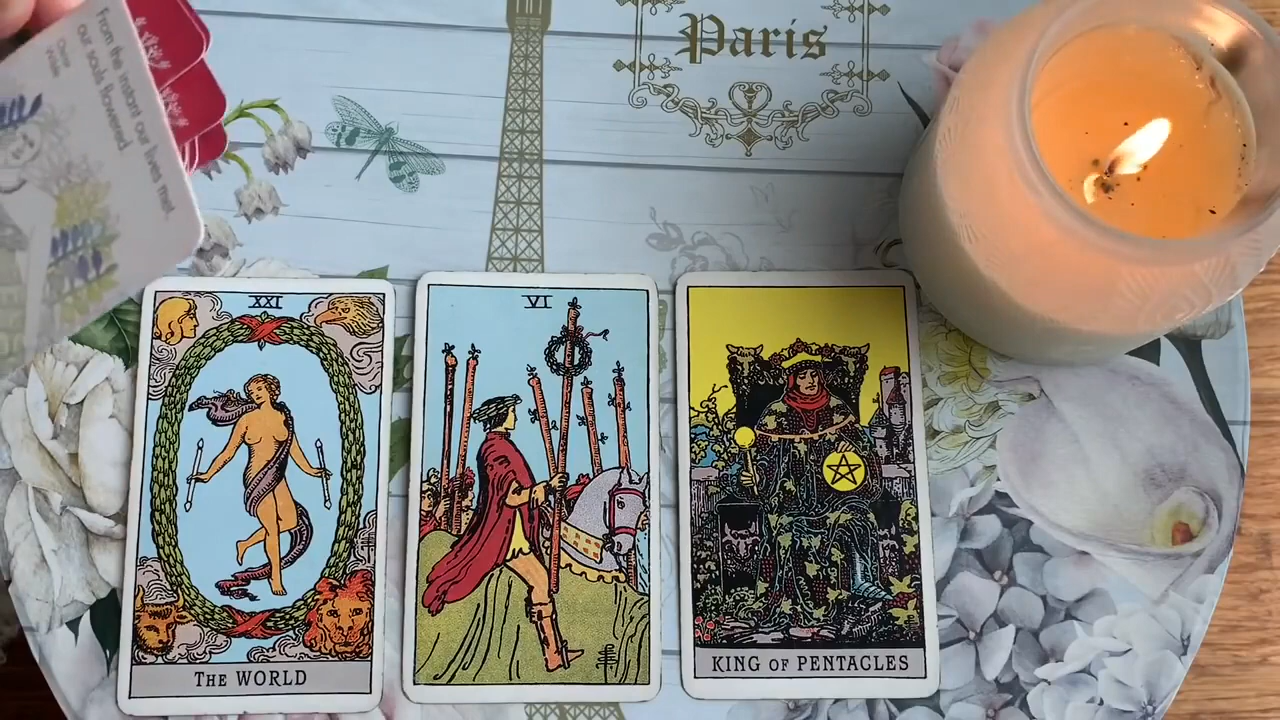 From the instant our lives met,
our souls flowered.
Paris
XXI
VI
THE WORLD
KING OF PENTACLES